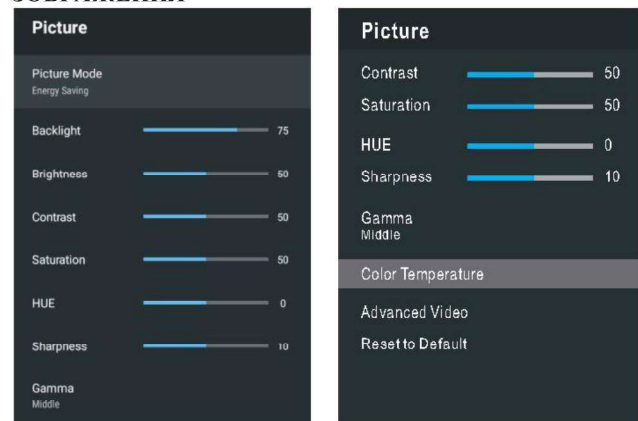 Picture
Picture Mode
Energy Saving
Backlight 75
Brightness 50
Contrast 50
Saturation 50
HUE 0
Sharpness 10
Gamma
Middle
Picture
Contrast 50
Saturation 50
HUE 0
Sharpness 10
Gamma
Middle
Color Temperature
Advanced Video
Reset to Default